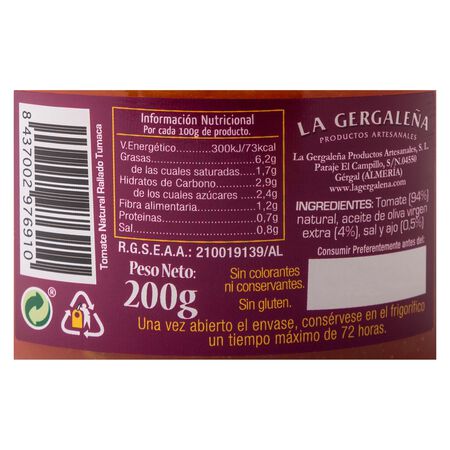 8 437002 976910
Tomate Natural Rallado Tumaca
Información Nutricional
Por cada 100g de producto.
V.Energético 300kJ/73kcal
Grasas 6,2g
de las cuales saturadas 1,7g
Hidratos de Carbono 2,9g
de los cuales azúcares 2,4g
Fibra alimentaria 1,2g
Proteinas 0,7g
Sal 0,8g
R.G.S.E.A.A.: 210019139/AL
Peso Neto:
200g
Sin colorantes
ni conservantes.
Sin gluten.
LA GERGALEÑA
PRODUCTOS ARTESANALES
La Gergaleña Productos Artesanales, S. L.
Paraje El Campillo, S/N.04550
Gérgal (ALMERÍA)
www.lagergalena.com
INGREDIENTES: Tomate (94%)
natural, aceite de oliva virgen
extra (4%), sal y ajo (0,5%)
Consumir Preferentemente antes del:
Una vez abierto el envase, consérvese en el frigorífico
un tiempo máximo de 72 horas.